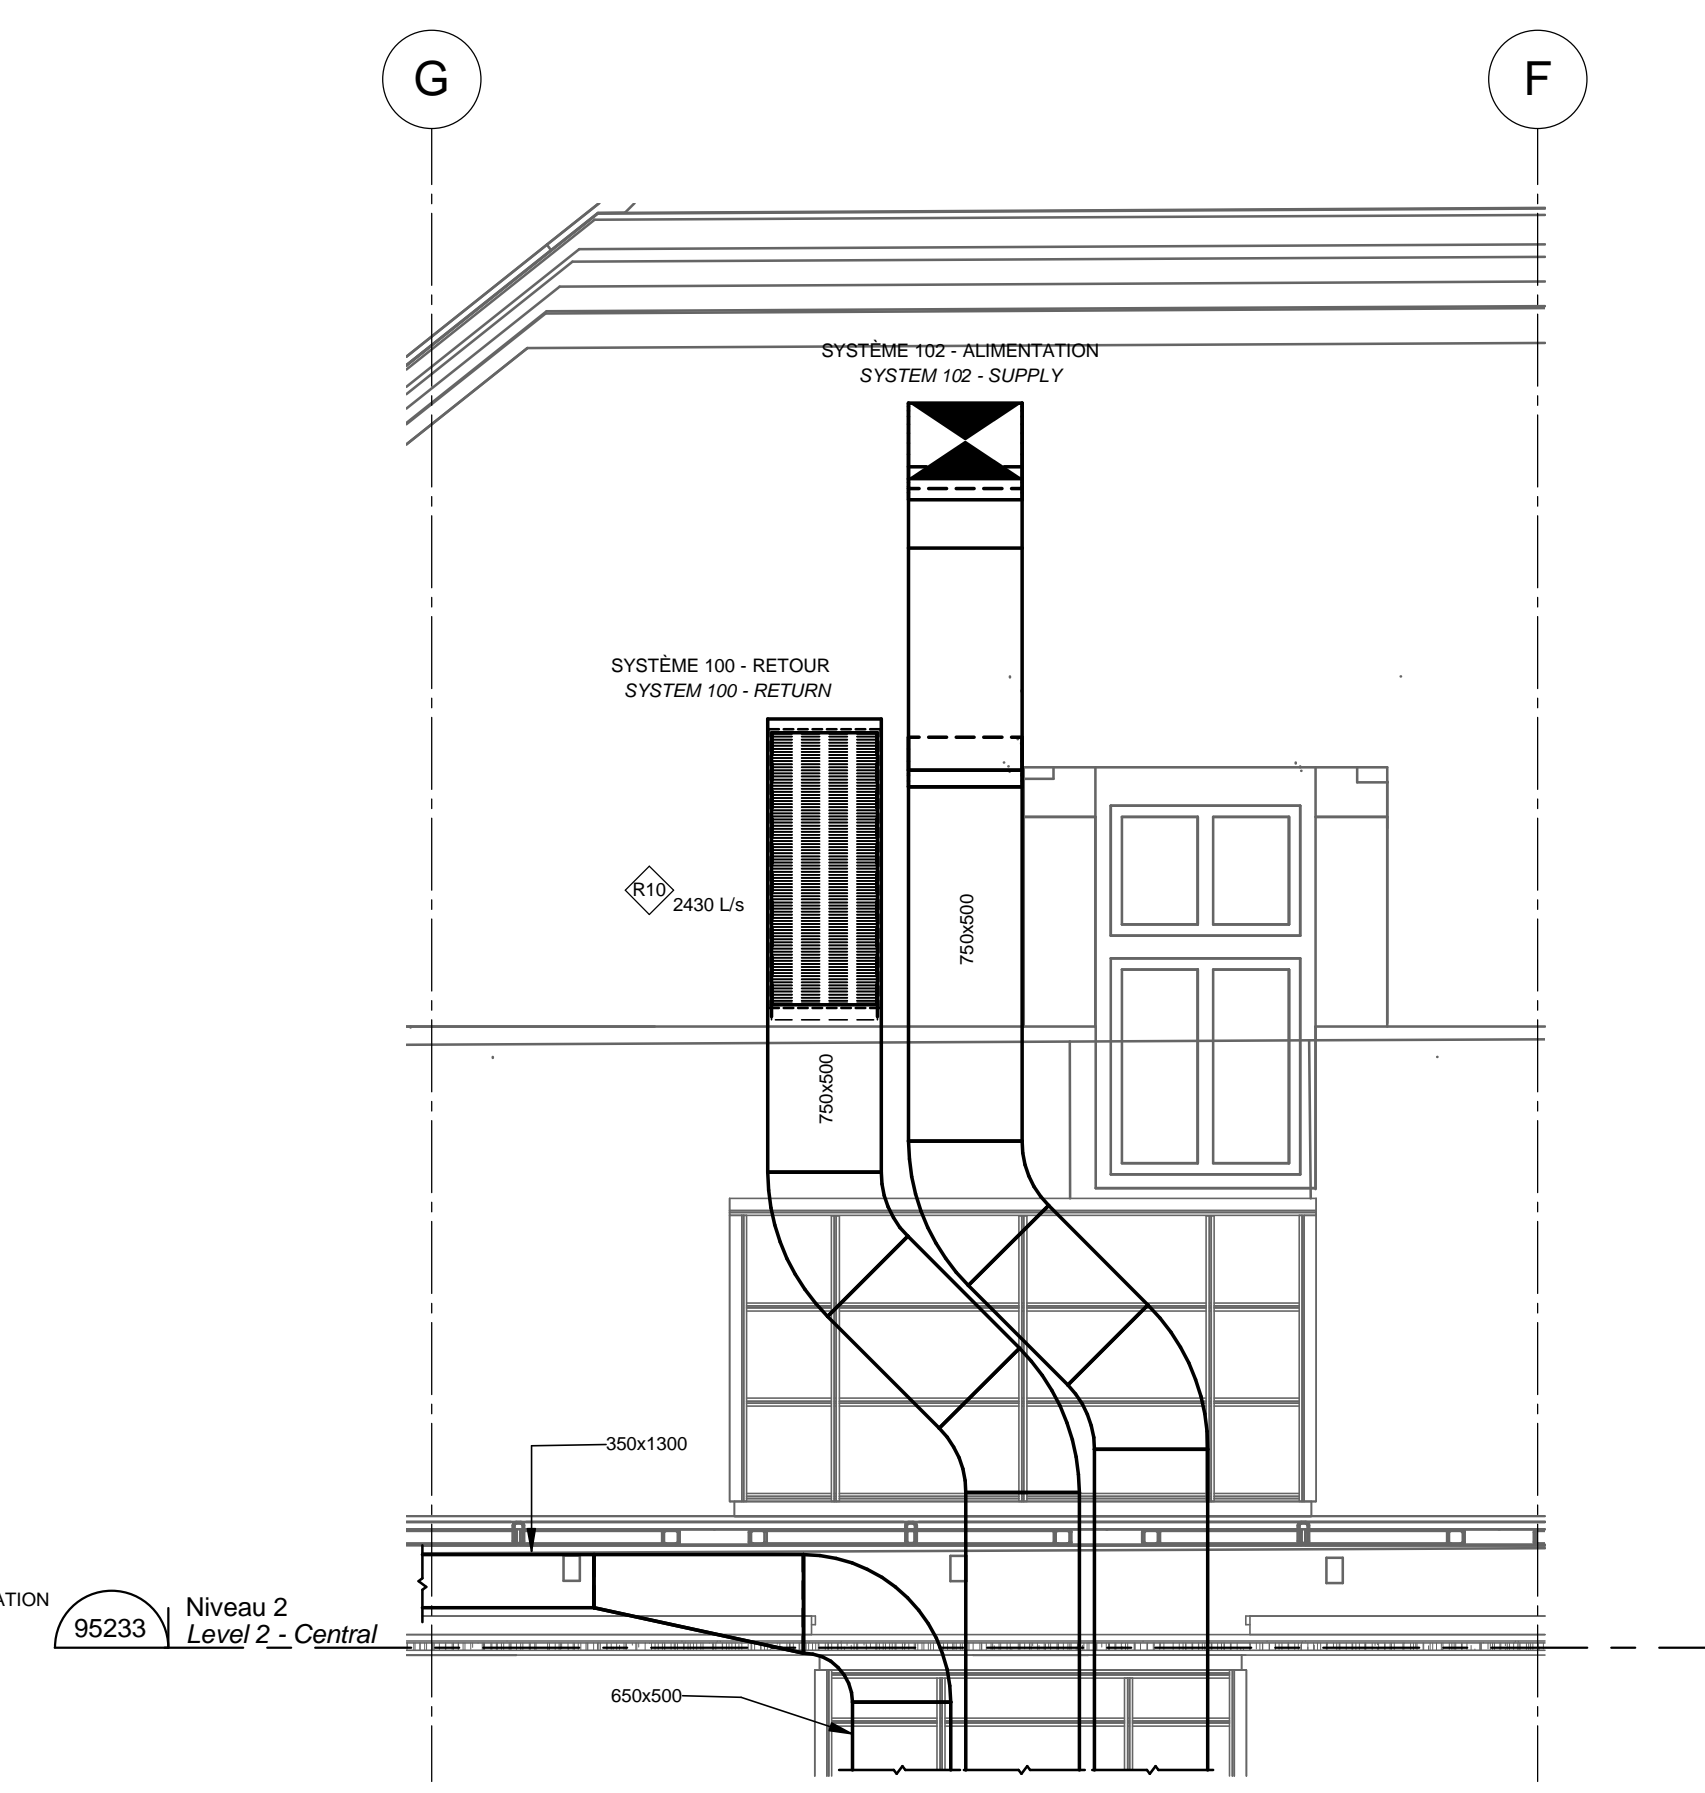 G
F
SYSTÈME 102 - ALIMENTATION
SYSTEM 102 - SUPPLY
SYSTÈME 100 - RETOUR
SYSTEM 100 - RETURN
R10
2430 L/s
750x500
750x500
350x1300
ATION
95233
Niveau 2
Level 2 - Central
650x500